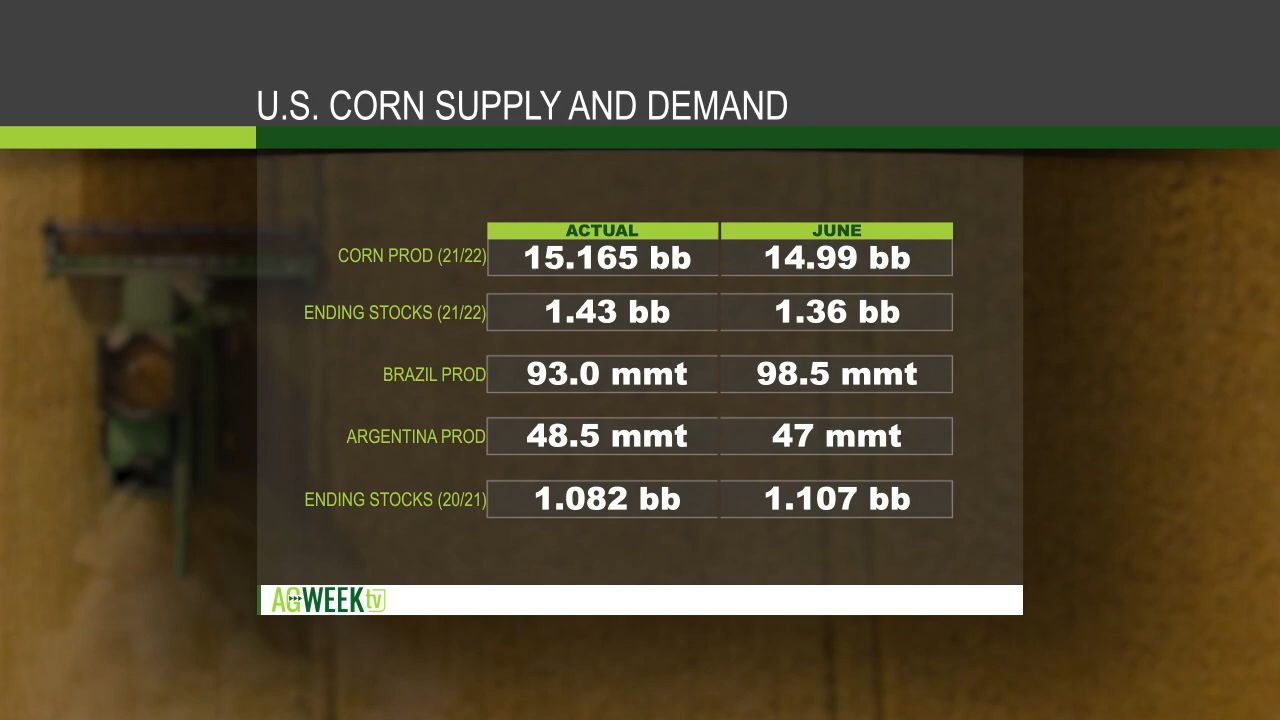 U.S. CORN SUPPLY AND DEMAND
ACTUAL JUNE
CORN PROD (21/22) 15.165 bb 14.99 bb
ENDING STOCKS (21/22) 1.43 bb 1.36 bb
BRAZIL PROD 93.0 mmt 98.5 mmt
ARGENTINA PROD 48.5 mmt 47 mmt
ENDING STOCKS (20/21) 1.082 bb 1.107 bb
AGWEEK tv